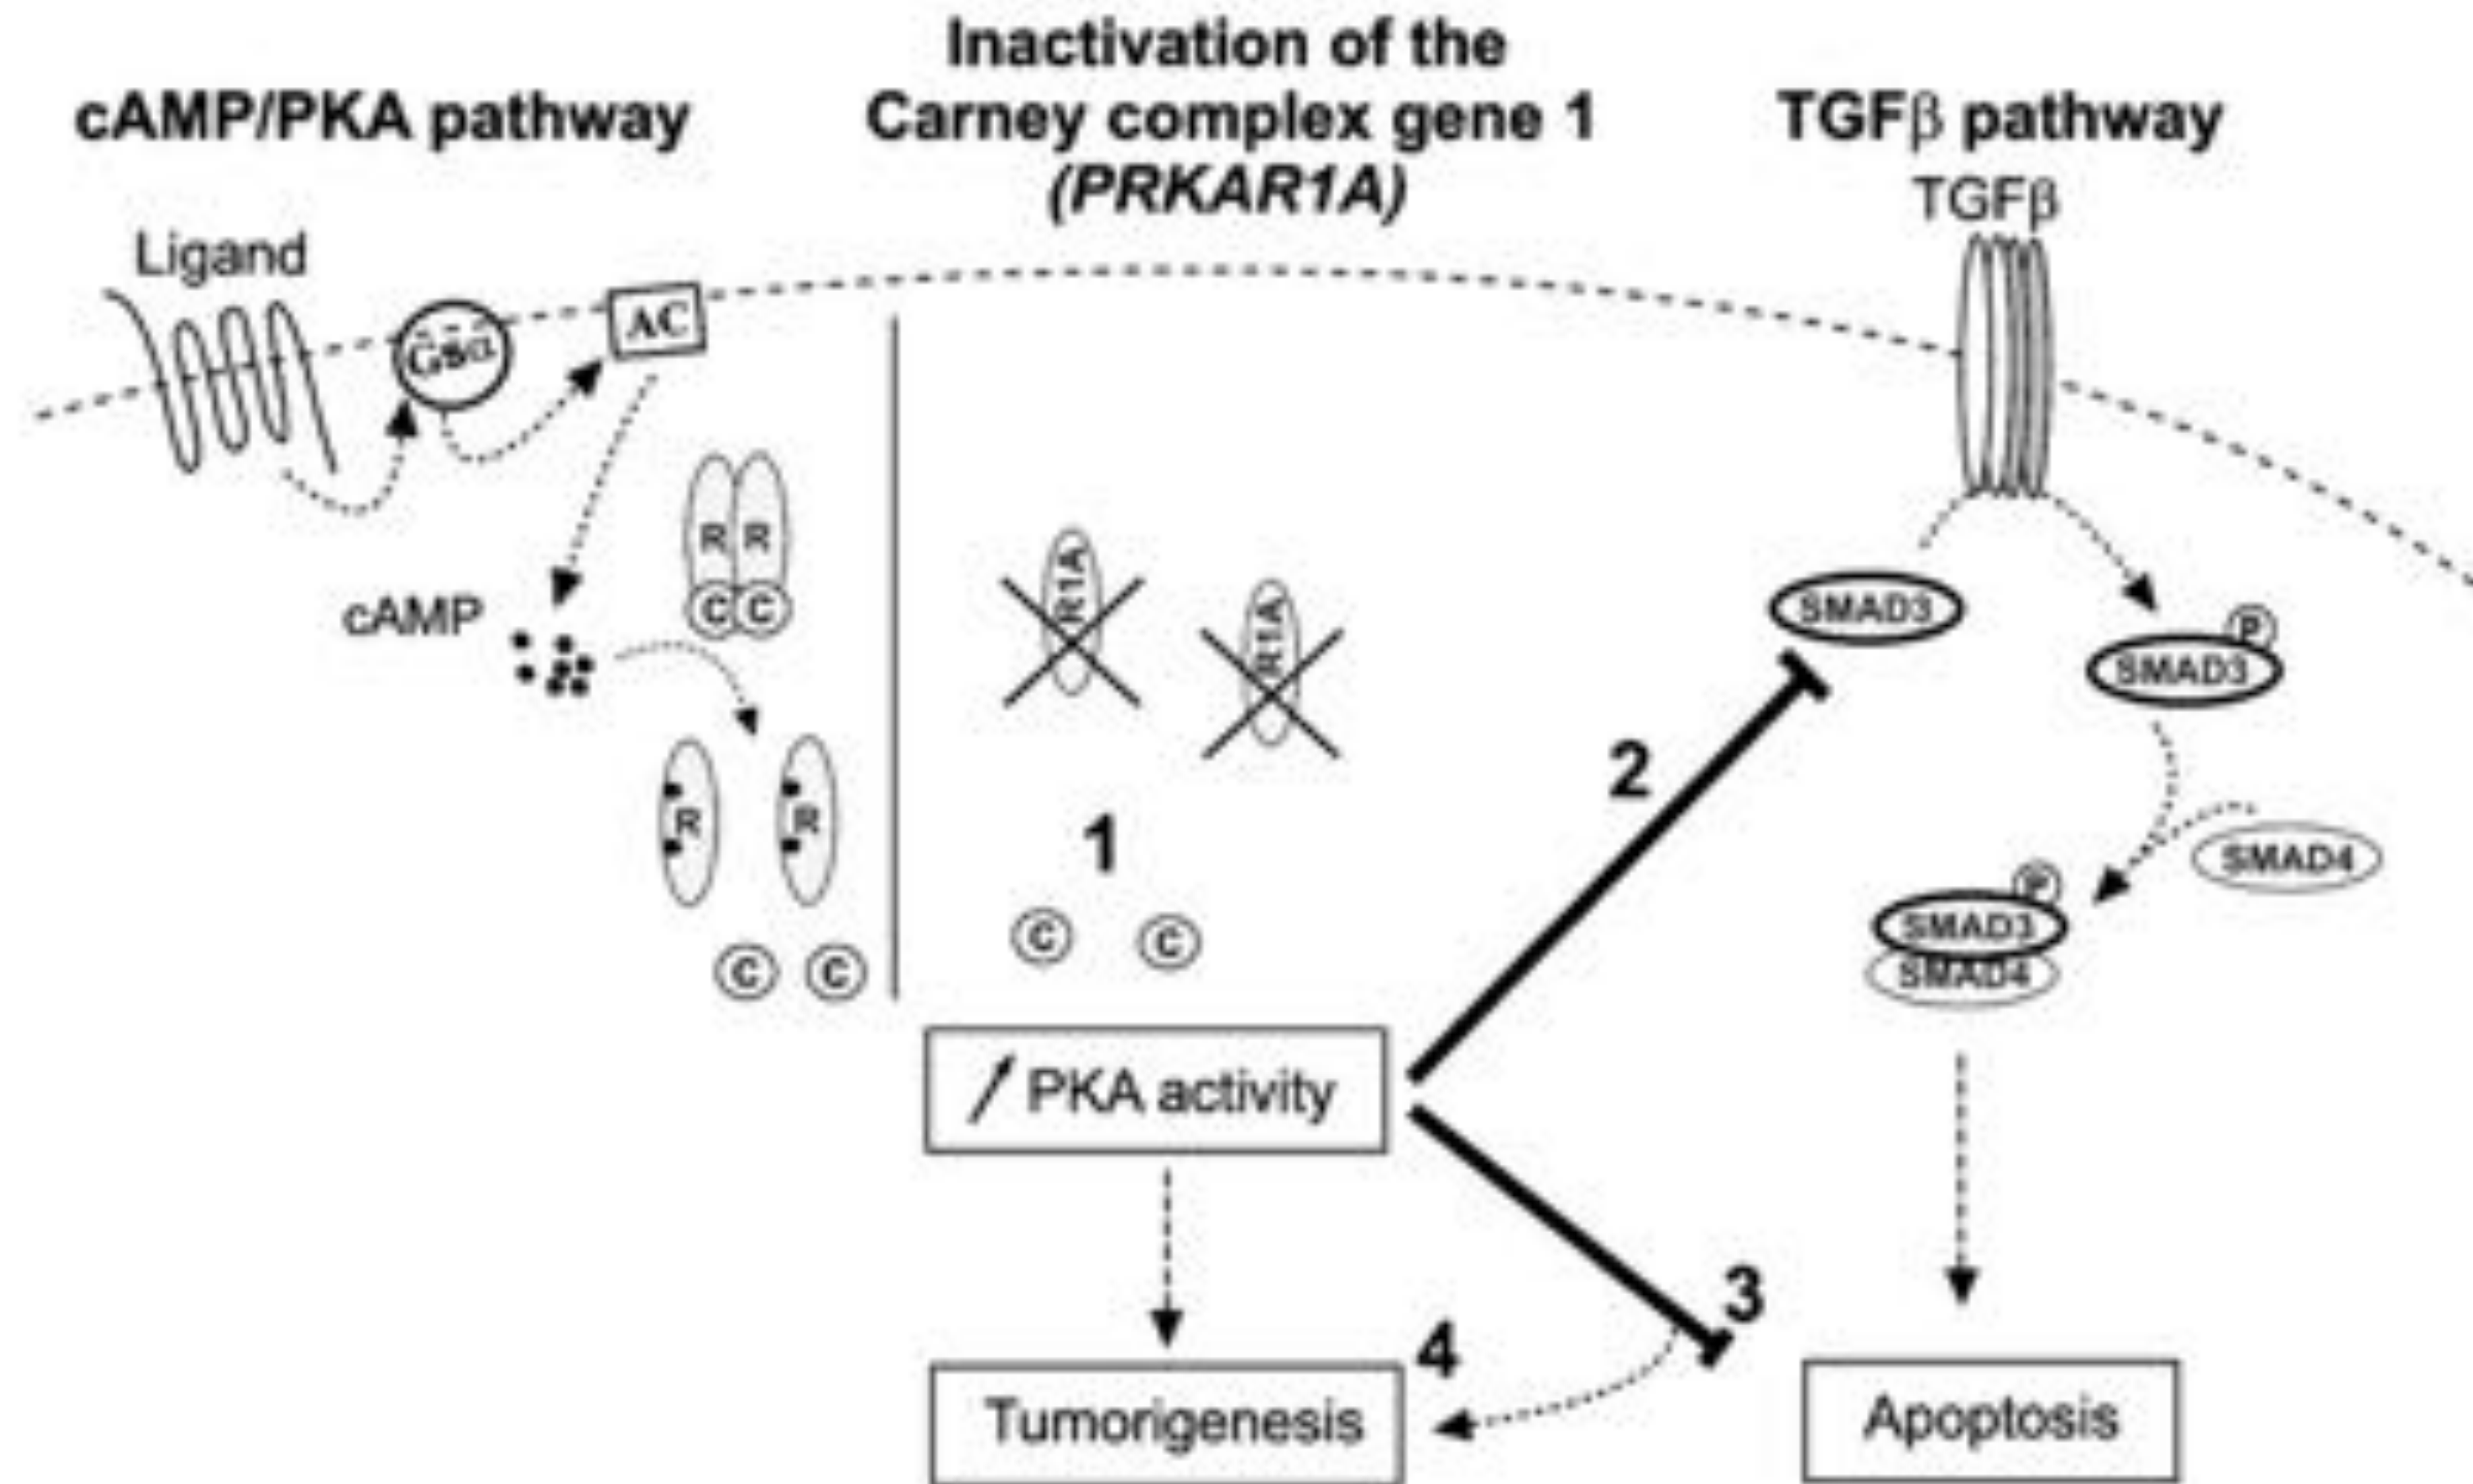 Inactivation of the
cAMP/PKA pathway
Carney complex gene 1
TGFβ pathway
(PRKAR1A)
TGFβ
Ligand
Gsα
AC
R R
C C
R1A
R1A
cAMP
SMAD3
P
SMAD3
2
R
R
1
SMAD4
P
SMAD3
SMAD4
C
C
C
C
PKA activity
3
4
Tumorigenesis
Apoptosis